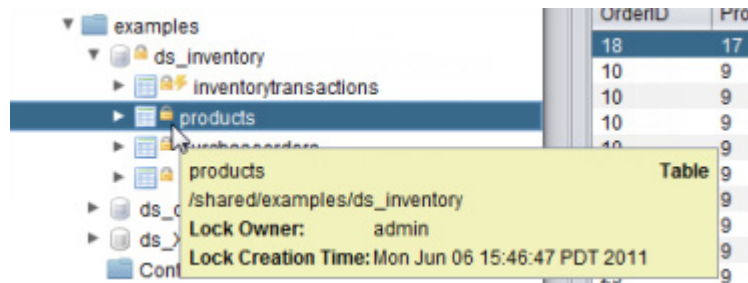 examples
ds_inventory
inventorytransactions
products
products Table
/shared/examples/ds_inventory
Lock Owner: admin
Lock Creation Time: Mon Jun 06 15:46:47 PDT 2011
ds_
ds_
OrderID
18 17
10 9
10 9
10 9
10 9
9
9
9
9
9